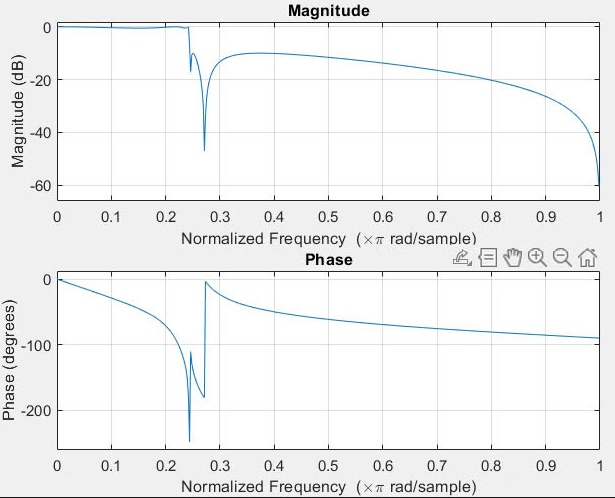 Magnitude
0
-20
-40
-60
Magnitude (dB)
0 0.1 0.2 0.3 0.4 0.5 0.6 0.7 0.8 0.9 1
Normalized Frequency (×π rad/sample)
Phase
0
-100
-200
Phase (degrees)
0 0.1 0.2 0.3 0.4 0.5 0.6 0.7 0.8 0.9 1
Normalized Frequency (×π rad/sample)